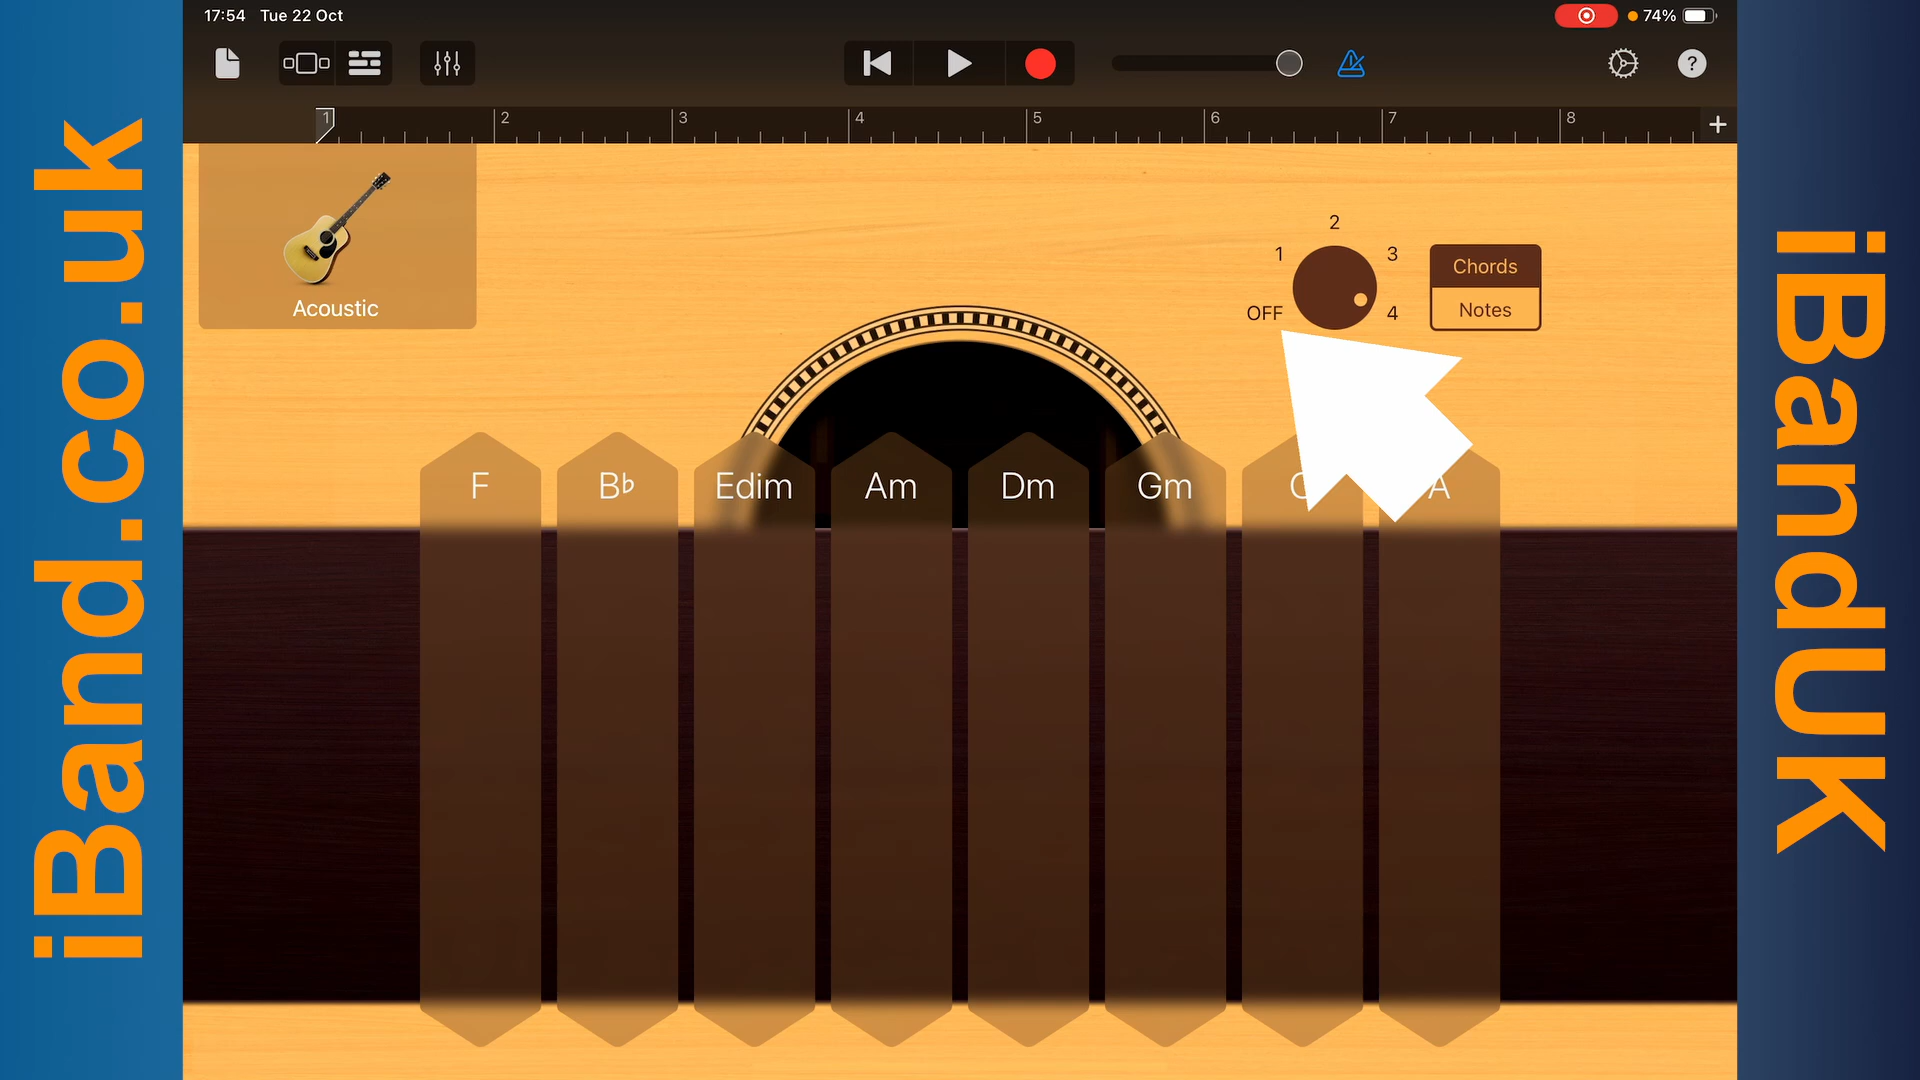 17:54 Tue 22 Oct
74%
?
1 2 3 4 5 6 7 8 +
Acoustic
2
1 3
OFF 4
Chords
Notes
F B♭ Edim Am Dm Gm C A
iBand.co.uk
iBandUK